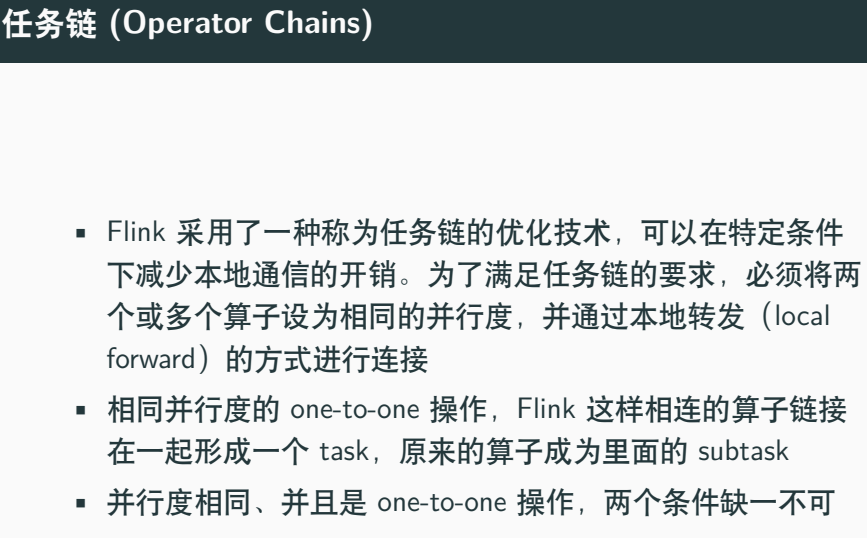 任务链 (Operator Chains)
▪ Flink 采用了一种称为任务链的优化技术，可以在特定条件
下减少本地通信的开销。为了满足任务链的要求，必须将两
个或多个算子设为相同的并行度，并通过本地转发（local
forward）的方式进行连接
▪ 相同并行度的 one-to-one 操作，Flink 这样相连的算子链接
在一起形成一个 task，原来的算子成为里面的 subtask
▪ 并行度相同、并且是 one-to-one 操作，两个条件缺一不可